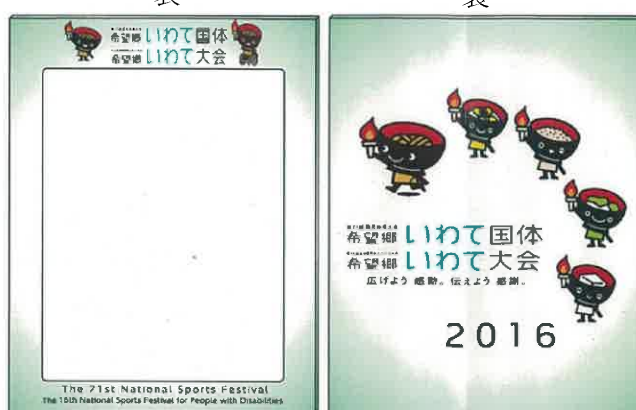 希望郷 いわて国体
希望郷 いわて大会
The 71st National Sports Festival
The 16th National Sports Festival for People with Disabilities
希望郷 いわて国体
希望郷 いわて大会
広げよう 感動。伝えよう 感謝。
2016